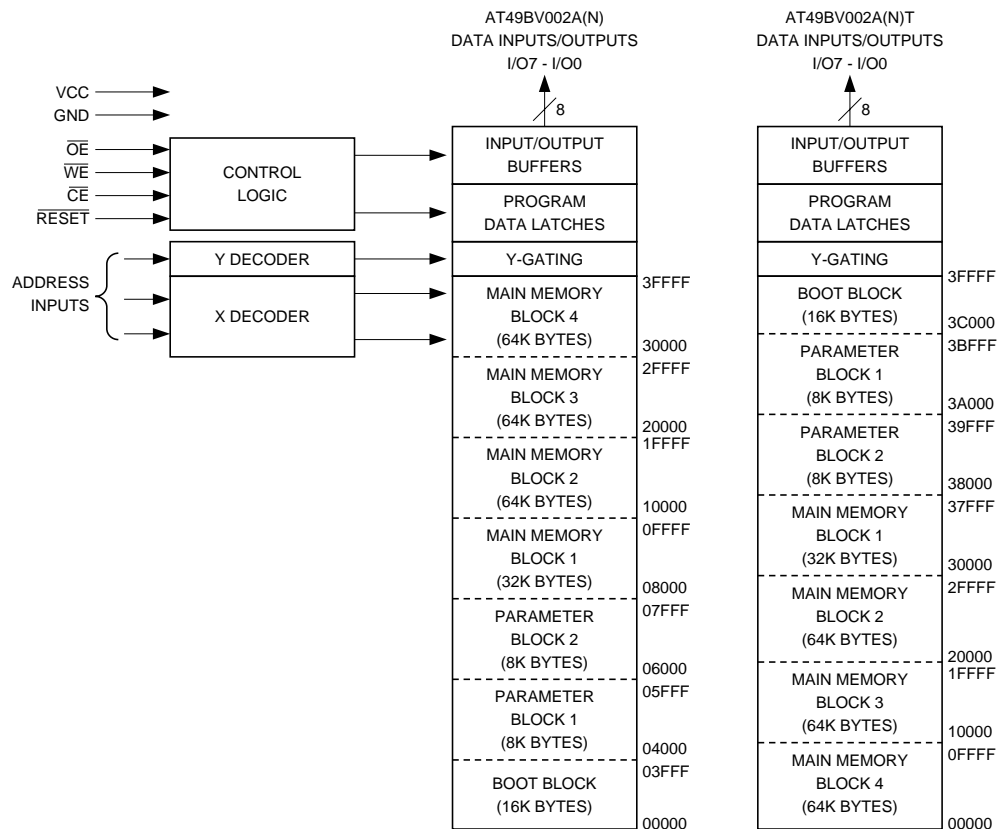 AT49BV002A(N)
DATA INPUTS/OUTPUTS
I/O7 - I/O0
8
AT49BV002A(N)T
DATA INPUTS/OUTPUTS
I/O7 - I/O0
8
VCC
GND
OE
WE
CE
RESET
CONTROL
LOGIC
ADDRESS
INPUTS
Y DECODER
X DECODER
INPUT/OUTPUT
BUFFERS
PROGRAM
DATA LATCHES
Y-GATING
3FFFF
MAIN MEMORY
BLOCK 4
(64K BYTES)
30000
2FFFF
MAIN MEMORY
BLOCK 3
(64K BYTES)
20000
1FFFF
MAIN MEMORY
BLOCK 2
(64K BYTES)
10000
0FFFF
MAIN MEMORY
BLOCK 1
(32K BYTES)
08000
07FFF
PARAMETER
BLOCK 2
(8K BYTES)
06000
05FFF
PARAMETER
BLOCK 1
(8K BYTES)
04000
03FFF
BOOT BLOCK
(16K BYTES)
00000
INPUT/OUTPUT
BUFFERS
PROGRAM
DATA LATCHES
Y-GATING
3FFFF
BOOT BLOCK
(16K BYTES)
3C000
3BFFF
PARAMETER
BLOCK 1
(8K BYTES)
3A000
39FFF
PARAMETER
BLOCK 2
(8K BYTES)
38000
37FFF
MAIN MEMORY
BLOCK 1
(32K BYTES)
30000
2FFFF
MAIN MEMORY
BLOCK 2
(64K BYTES)
20000
1FFFF
MAIN MEMORY
BLOCK 3
(64K BYTES)
10000
0FFFF
MAIN MEMORY
BLOCK 4
(64K BYTES)
00000